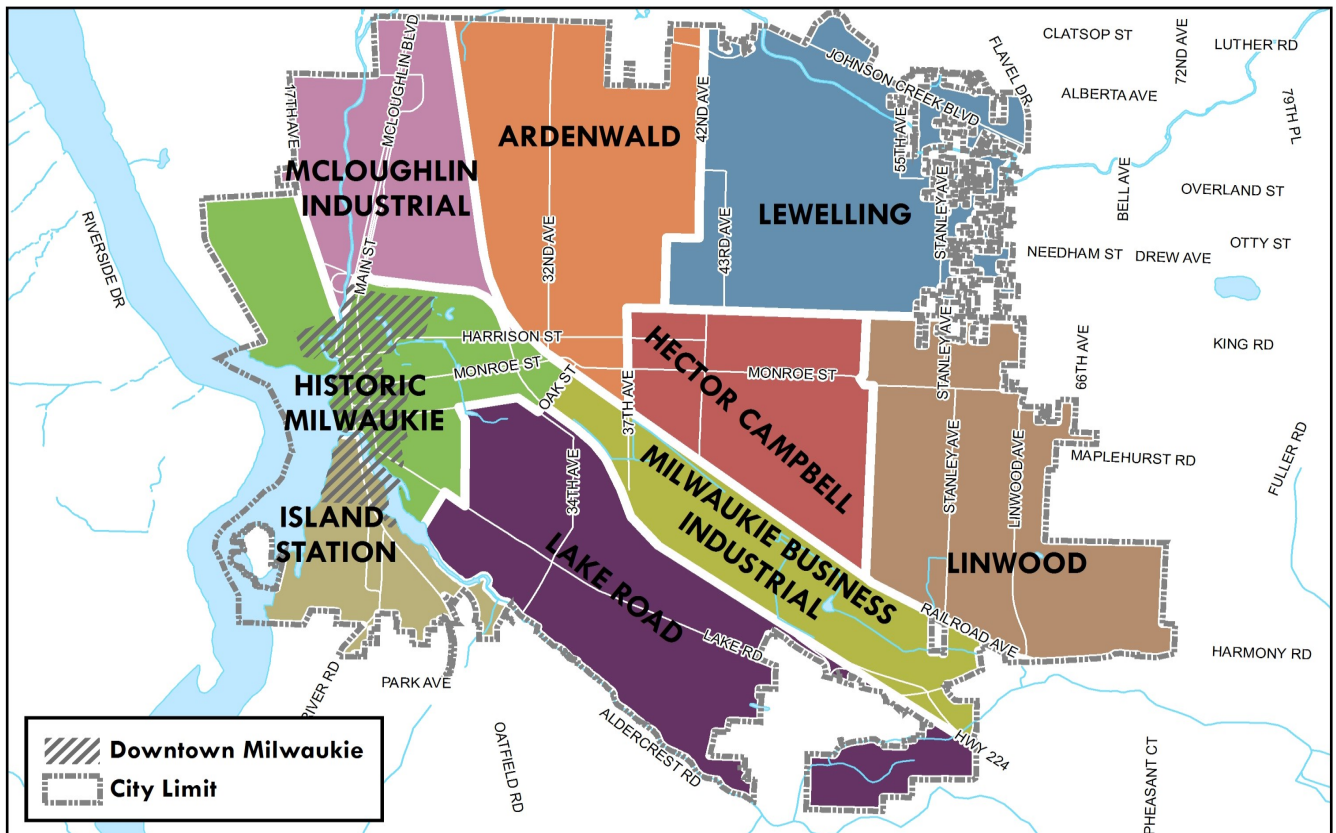 CLATSOP ST
72ND AVE
LUTHER RD
FLAVEL DR
MCLOUGHLIN BLVD
JOHNSON CREEK BLVD
ALBERTA AVE
79TH PL
17TH AVE
42ND AVE
55TH AVE
ARDENWALD
MCLOUGHLIN
INDUSTRIAL
STANLEY AVE
BELL AVE
OVERLAND ST
LEWELLING
RIVERSIDE DR
32ND AVE
43RD AVE
MAIN ST
NEEDHAM ST
DREW AVE
OTTY ST
HARRISON ST
STANLEY AVE
66TH AVE
KING RD
MONROE ST
OAK ST
37TH AVE
HECTOR CAMPBELL
MONROE ST
HISTORIC
MILWAUKIE
34TH AVE
STANLEY AVE
LINWOOD AVE
MAPLEHURST RD
FULLER RD
MILWAUKIE BUSINESS
INDUSTRIAL
ISLAND
STATION
LAKE ROAD
LINWOOD
LAKE RD
RAILROAD AVE
HARMONY RD
RIVER RD
PARK AVE
OATFIELD RD
ALDERCREST RD
HWY 224
PHEASANT CT
Downtown Milwaukie
City Limit